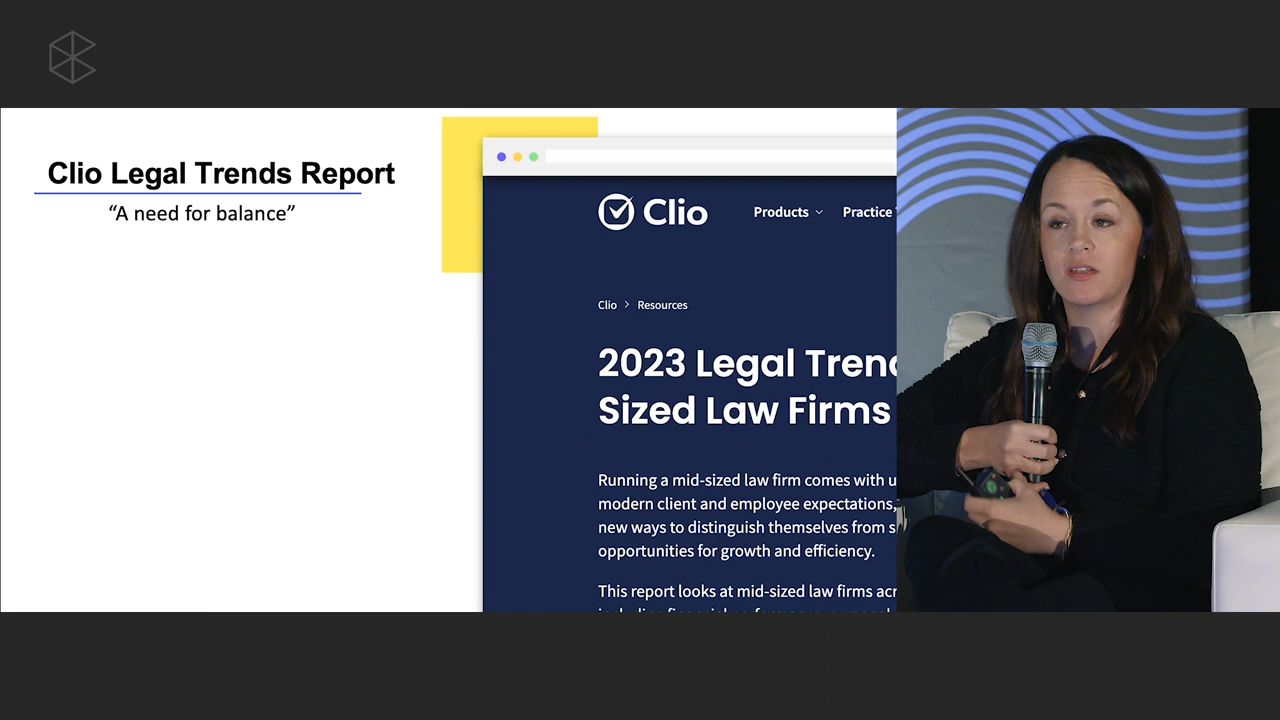 Clio Legal Trends Report
“A need for balance”
Clio
Products
Practice
Clio > Resources
2023 Legal
Sized Law Firms
Running a mid-sized law firm comes with
modern client and employee expectations,
new ways to distinguish themselves from
opportunities for growth and efficiency.
This report looks at mid-sized law firms